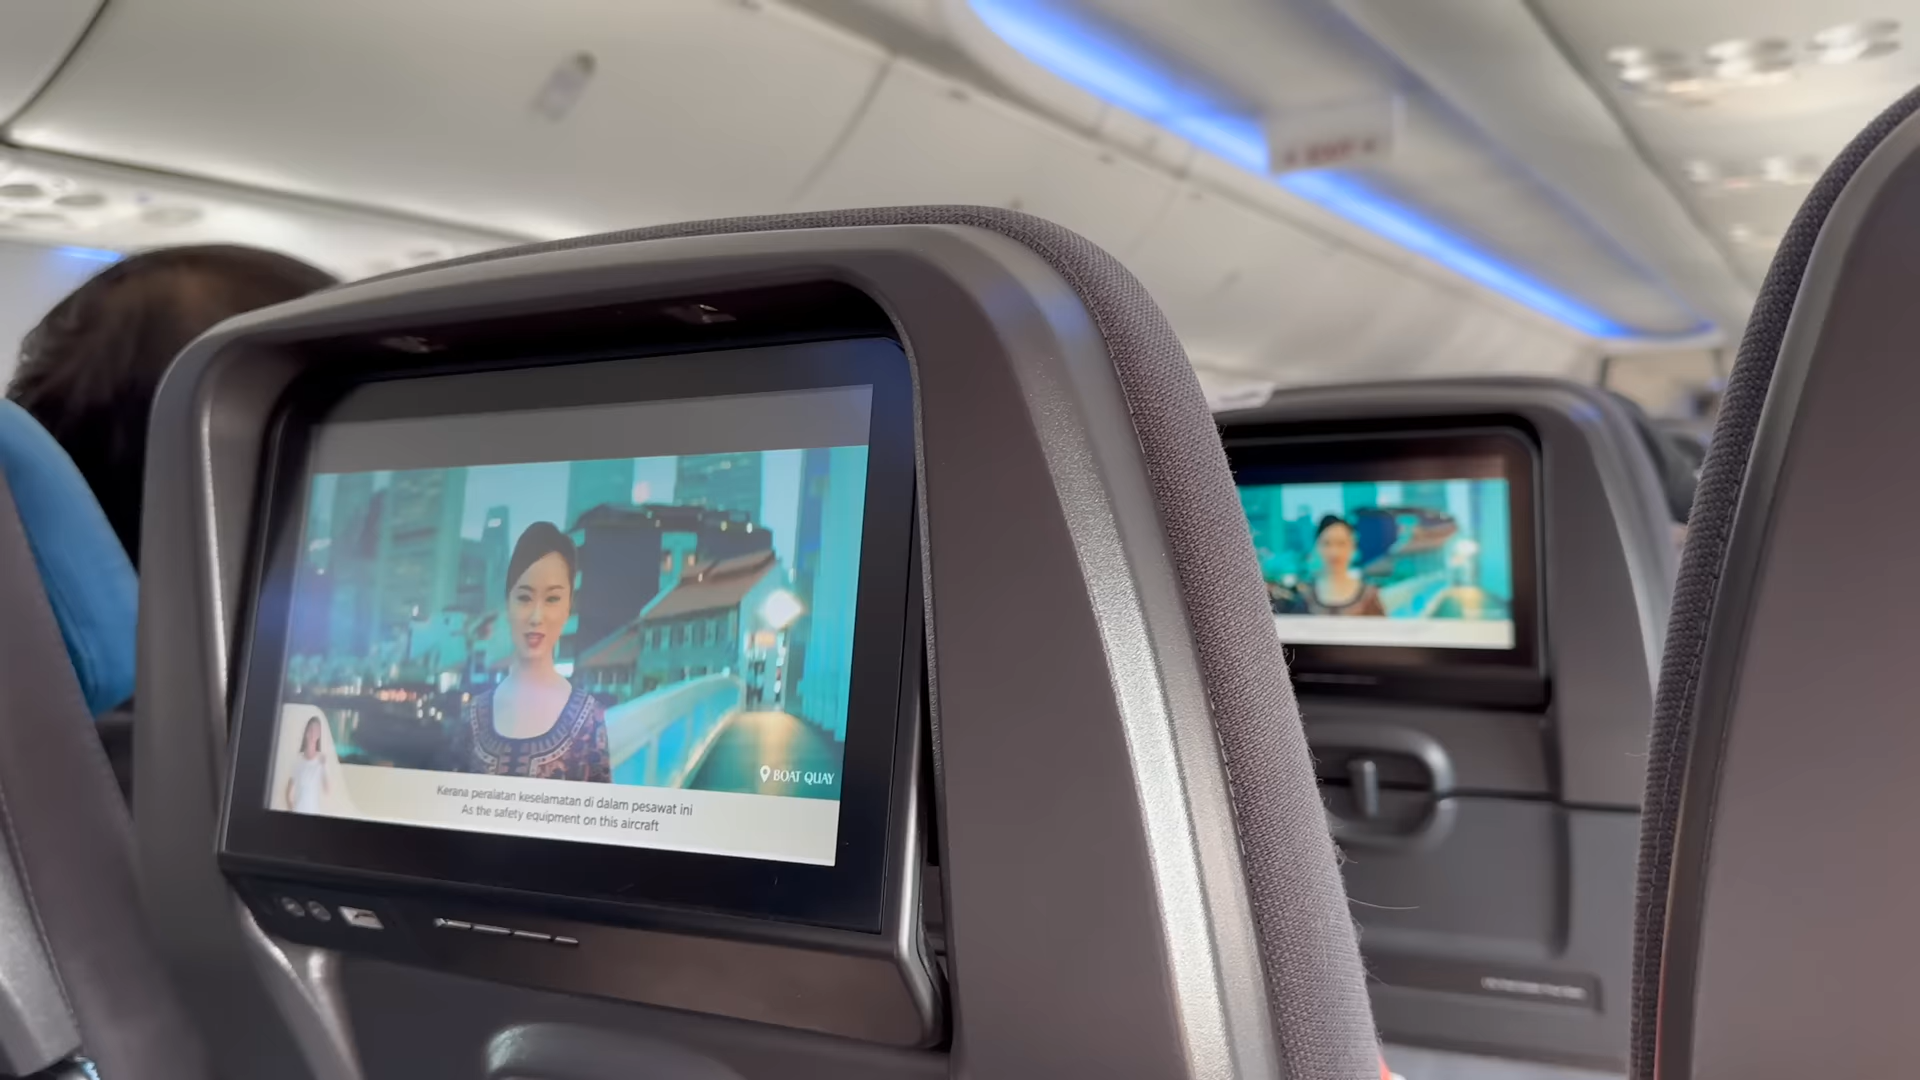 BOAT QUAY
Kerana peralatan keselamatan di dalam pesawat ini
As the safety equipment on this aircraft